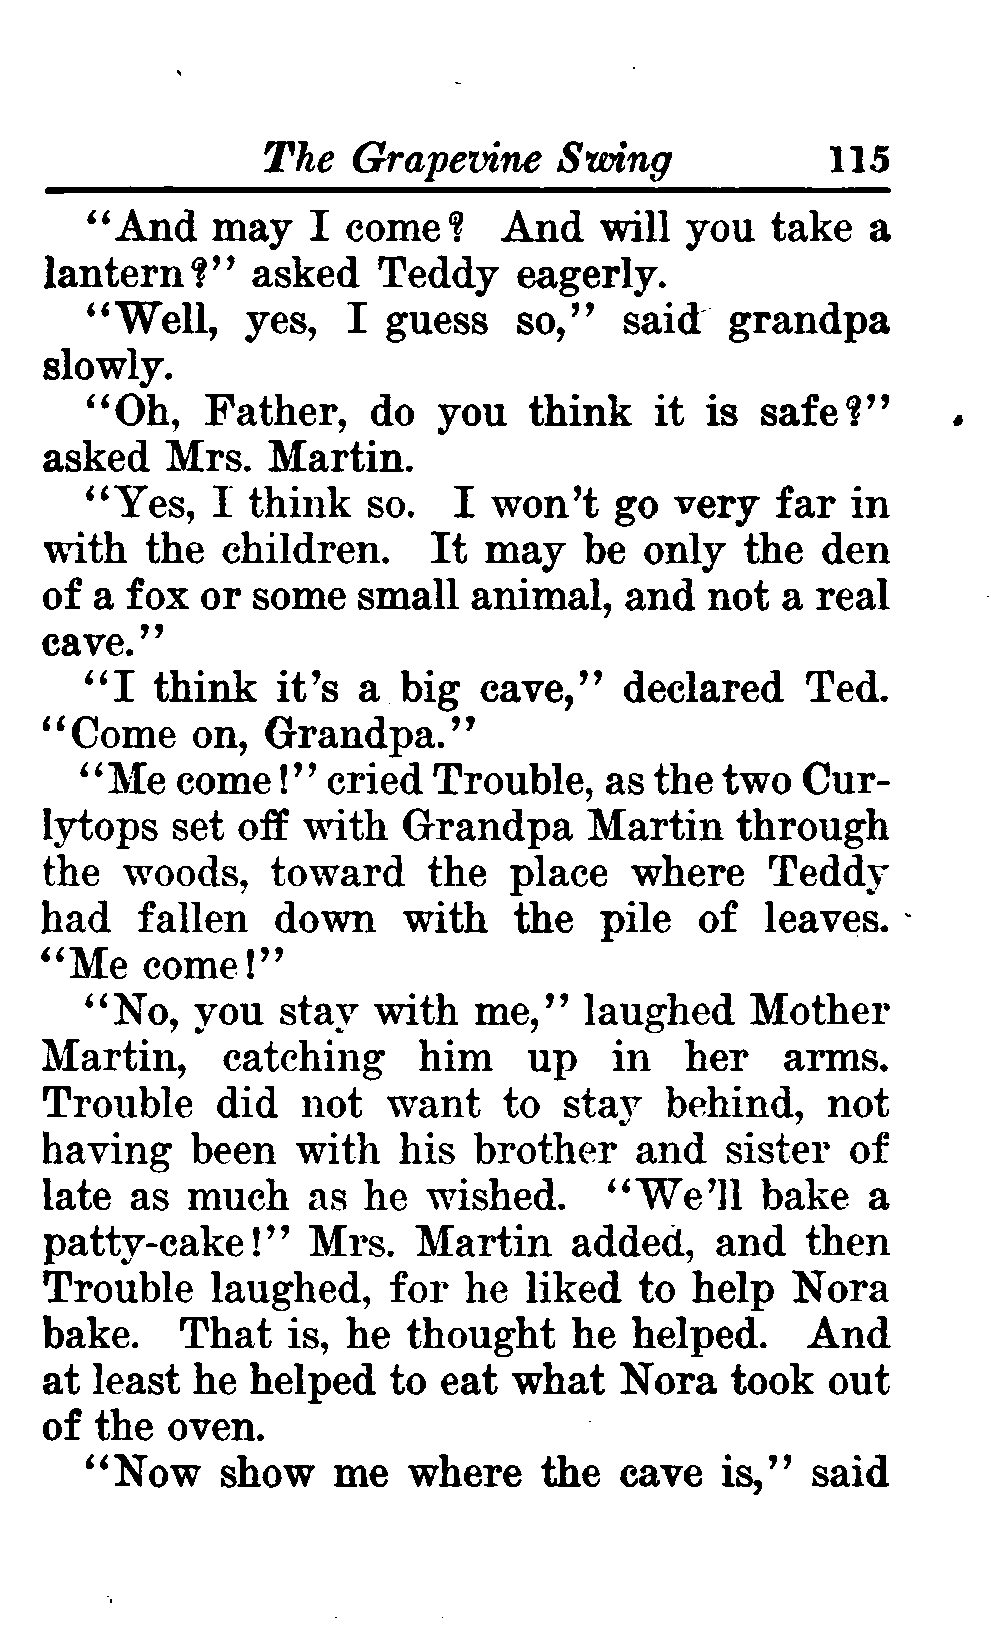 The Grapevine Swing 115
“And may I come? And will you take a
lantern?” asked Teddy eagerly.
“Well, yes, I guess so,” said grandpa
slowly.
“Oh, Father, do you think it is safe?”
asked Mrs. Martin.
“Yes, I think so. I won’t go very far in
with the children. It may be only the den
of a fox or some small animal, and not a real
cave.”
“I think it’s a big cave,” declared Ted.
“Come on, Grandpa.”
“Me come!” cried Trouble, as the two Cur-
lytops set off with Grandpa Martin through
the woods, toward the place where Teddy
had fallen down with the pile of leaves.
“Me come!”
“No, you stay with me,” laughed Mother
Martin, catching him up in her arms.
Trouble did not want to stay behind, not
having been with his brother and sister of
late as much as he wished. “We’ll bake a
patty-cake!” Mrs. Martin added, and then
Trouble laughed, for he liked to help Nora
bake. That is, he thought he helped. And
at least he helped to eat what Nora took out
of the oven.
“Now show me where the cave is,” said